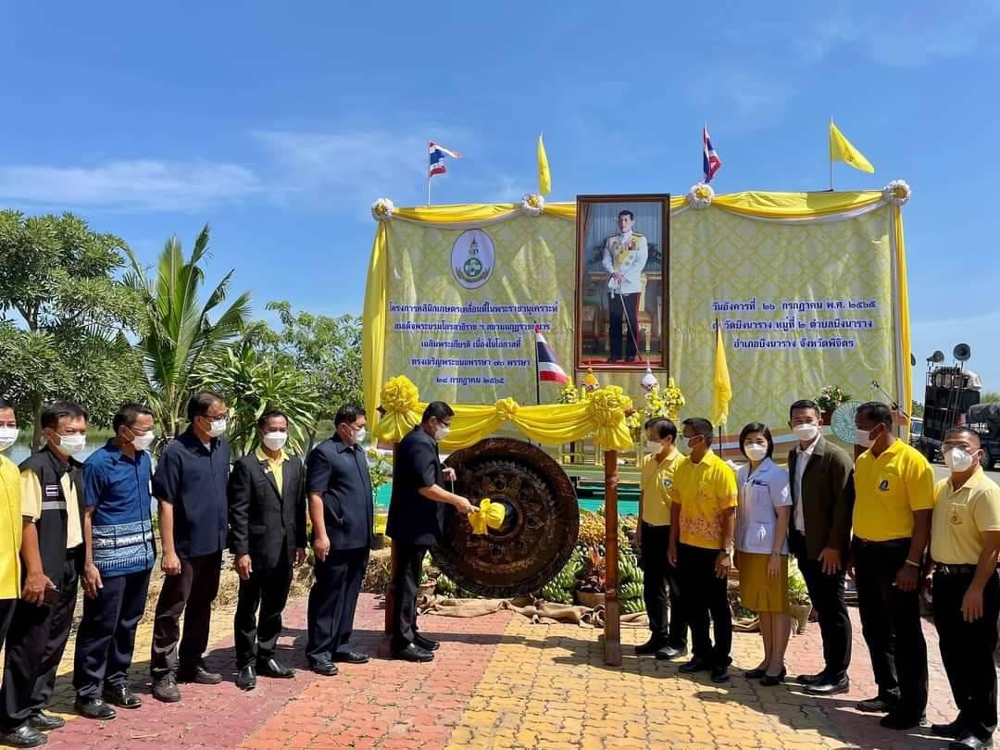 โครงการคลินิกเกษตรเคลื่อนที่ในพระราชานุเคราะห์
สมเด็จพระบรมโอรสาธิราช ฯ สยามมกุฎราชกุมาร
เฉลิมพระเกียรติ เนื่องในโอกาสที่
ทรงเจริญพระชนมพรรษา ๗๐ พรรษา
๒๘ กรกฎาคม ๒๕๖๕
วันอังคารที่ ๒๖ กรกฎาคม พ.ศ. ๒๕๖๕
ณ วัดบึงนาราง หมู่ที่ ๒ ตำบลบึงนาราง
อำเภอบึงนาราง จังหวัดพิจิตร